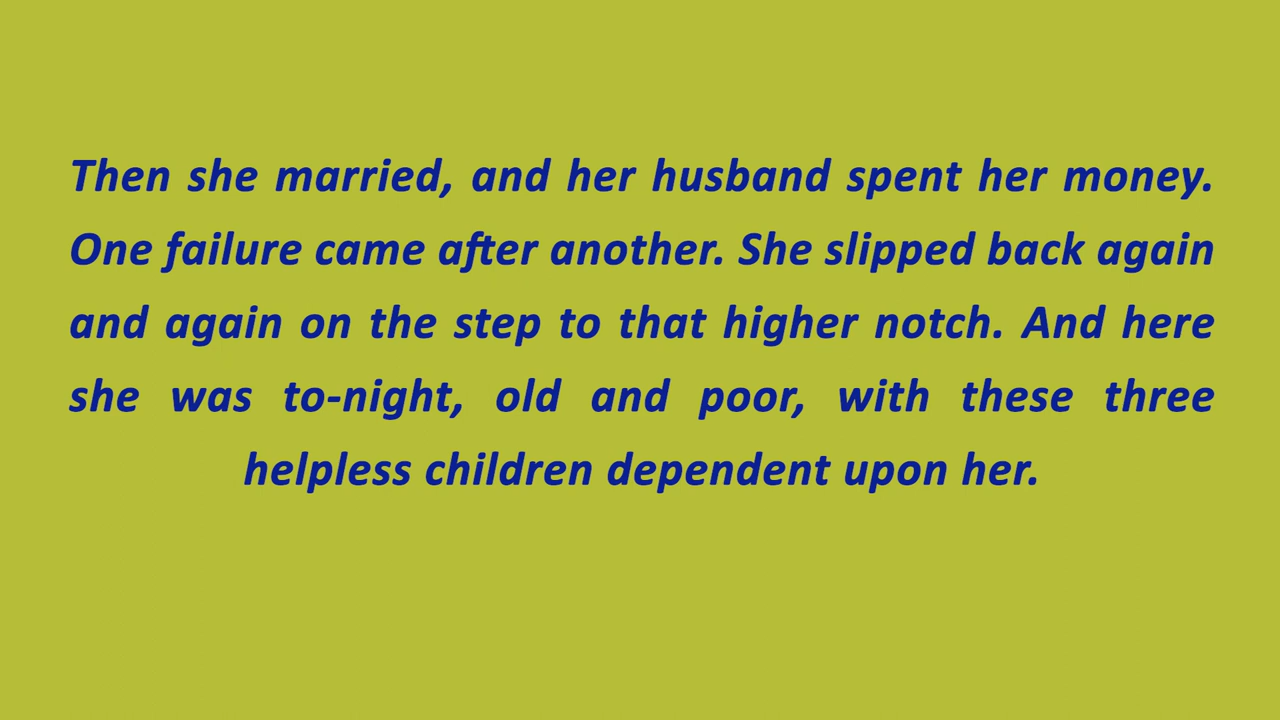 Then she married, and her husband spent her money.
One failure came after another. She slipped back again
and again on the step to that higher notch. And here
she was to-night, old and poor, with these three
helpless children dependent upon her.